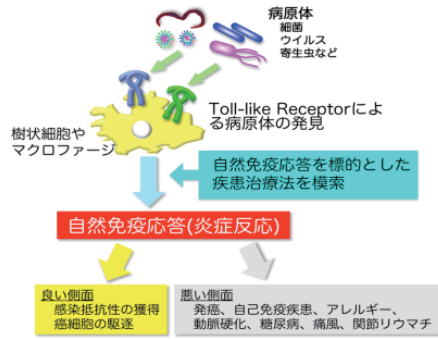 病原体
細菌
ウイルス
寄生虫など
Toll-like Receptorによ
る病原体の発見
樹状細胞や
マクロファージ
自然免疫応答を標的とした
疾患治療法を模索
自然免疫応答(炎症反応)
良い側面
感染抵抗性の獲得
癌細胞の駆逐
悪い側面
発癌、自己免疫疾患、アレルギー、
動脈硬化、糖尿病、痛風、関節リウマチ